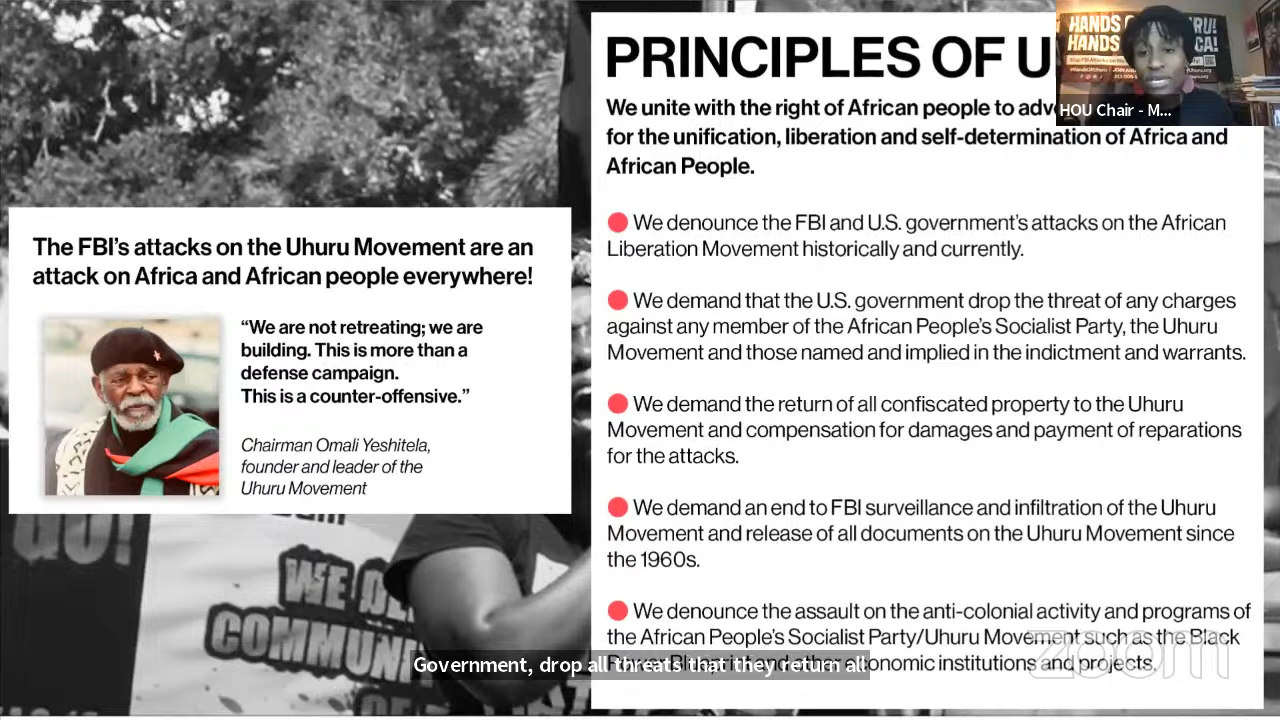 PRINCIPLES OF U
We unite with the right of African people to adv
for the unification, liberation and self-determination of Africa and
African People.
🔴 We denounce the FBI and U.S. government's attacks on the African
Liberation Movement historically and currently.
🔴 We demand that the U.S. government drop the threat of any charges
against any member of the African People's Socialist Party, the Uhuru
Movement and those named and implied in the indictment and warrants.
🔴 We demand the return of all confiscated property to the Uhuru
Movement and compensation for damages and payment of reparations
for the attacks.
🔴 We demand an end to FBI surveillance and infiltration of the Uhuru
Movement and release of all documents on the Uhuru Movement since
the 1960s.
🔴 We denounce the assault on the anti-colonial activity and programs of
the African People's Socialist Party/Uhuru Movement such as the Black
economic institutions and projects.
The FBI's attacks on the Uhuru Movement are an
attack on Africa and African people everywhere!
“We are not retreating; we are
building. This is more than a
defense campaign.
This is a counter-offensive.”
Chairman Omali Yeshitela,
founder and leader of the
Uhuru Movement
HANDS
HANDS
RU!
CA!
HOU Chair - M...
WE DE
COMMUN
Government, drop all threats that they return all
zoom